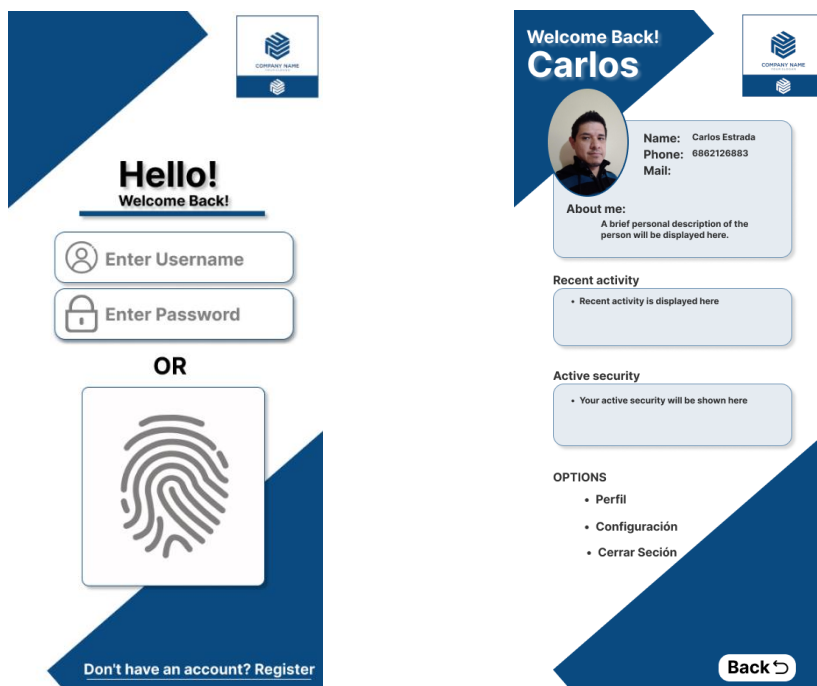 COMPANY NAME
Hello!
Welcome Back!
Enter Username
Enter Password
OR
Don't have an account? Register
Welcome Back!
Carlos
COMPANY NAME
Name: Carlos Estrada
Phone: 6862126883
Mail:
About me:
A brief personal description of the
person will be displayed here.
Recent activity
• Recent activity is displayed here
Active security
• Your active security will be shown here
OPTIONS
• Perfil
• Configuración
• Cerrar Seción
Back